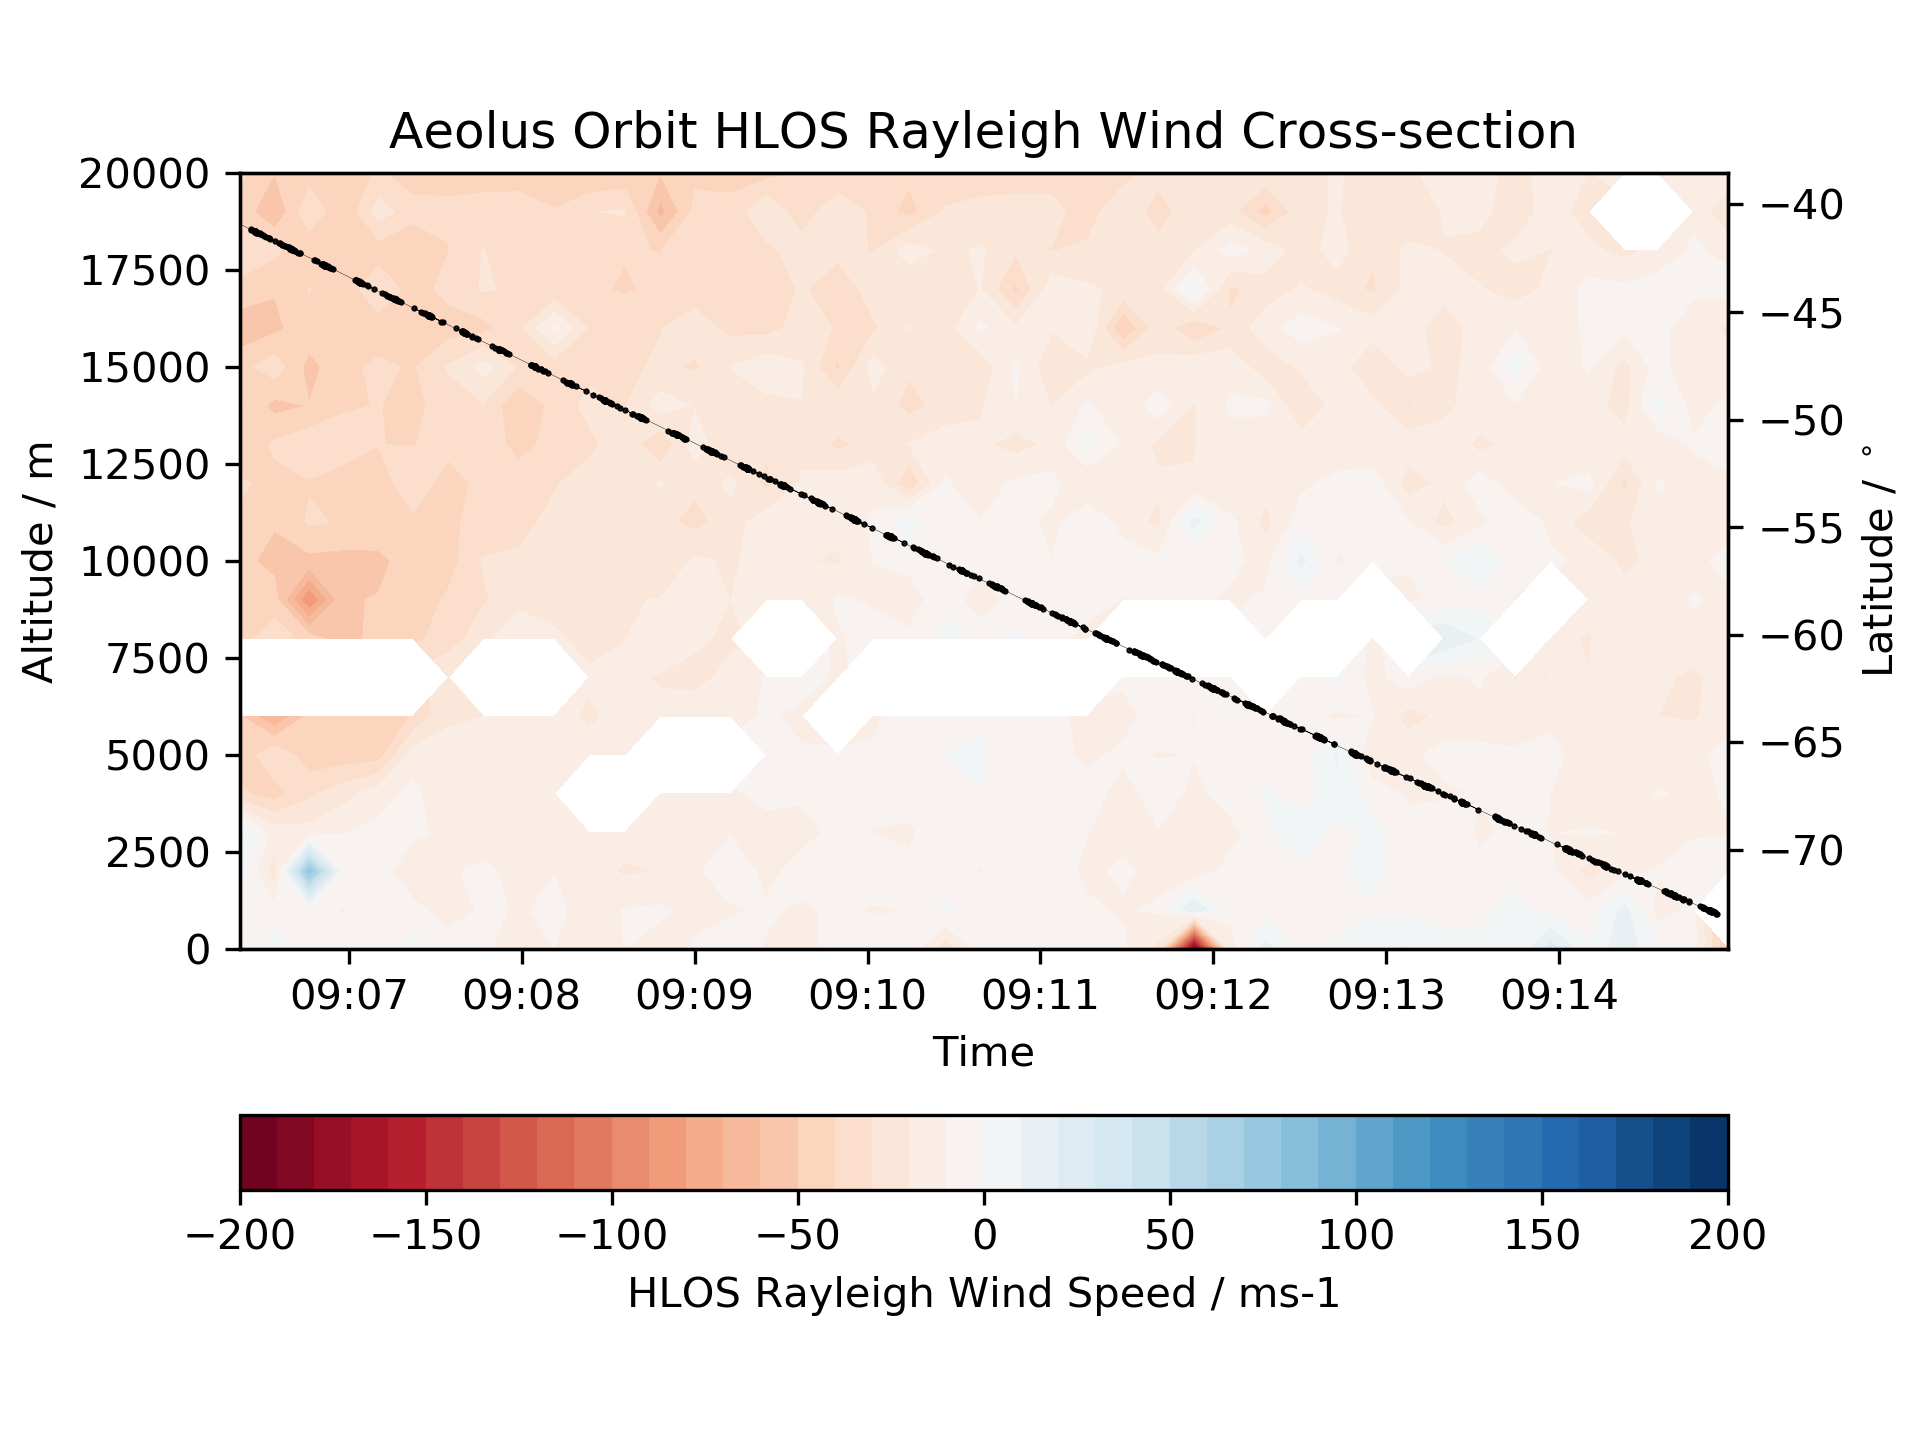 Aeolus Orbit HLOS Rayleigh Wind Cross-section
20000
17500
15000
12500
10000
7500
5000
2500
0
Altitude / m
−40
−45
−50
−55
−60
−65
−70
Latitude / °
09:07 09:08 09:09 09:10 09:11 09:12 09:13 09:14
Time
−200 −150 −100 −50 0 50 100 150 200
HLOS Rayleigh Wind Speed / ms-1